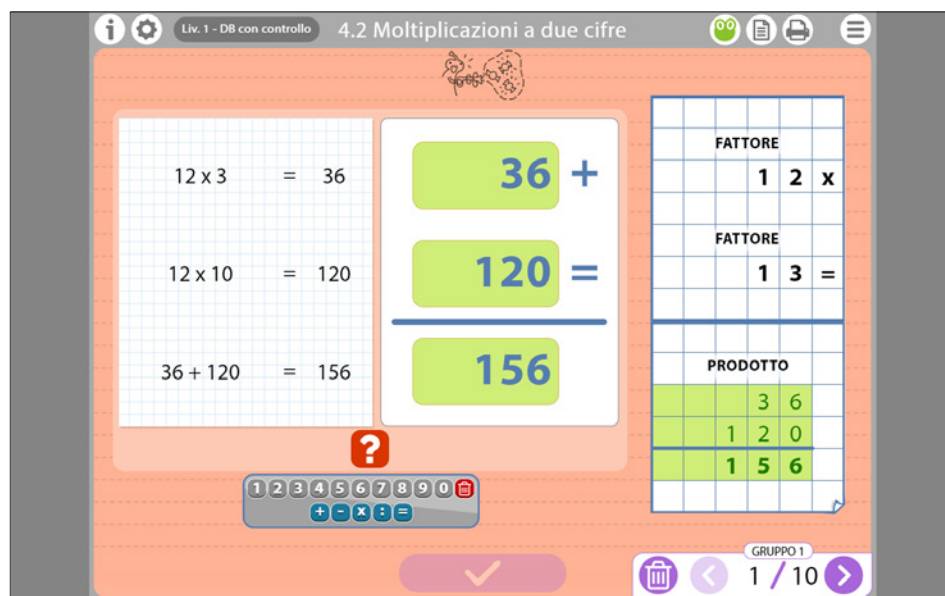 i Liv. 1 - DB con controllo 4.2 Moltiplicazioni a due cifre
12 x 3 = 36
12 x 10 = 120
36 + 120 = 156
36 +
120 =
156
FATTORE
1 2 x
FATTORE
1 3 =
PRODOTTO
3 6
1 2 0
1 5 6
?
1 2 3 4 5 6 7 8 9 0
+ - x : =
GRUPPO 1
1 / 10